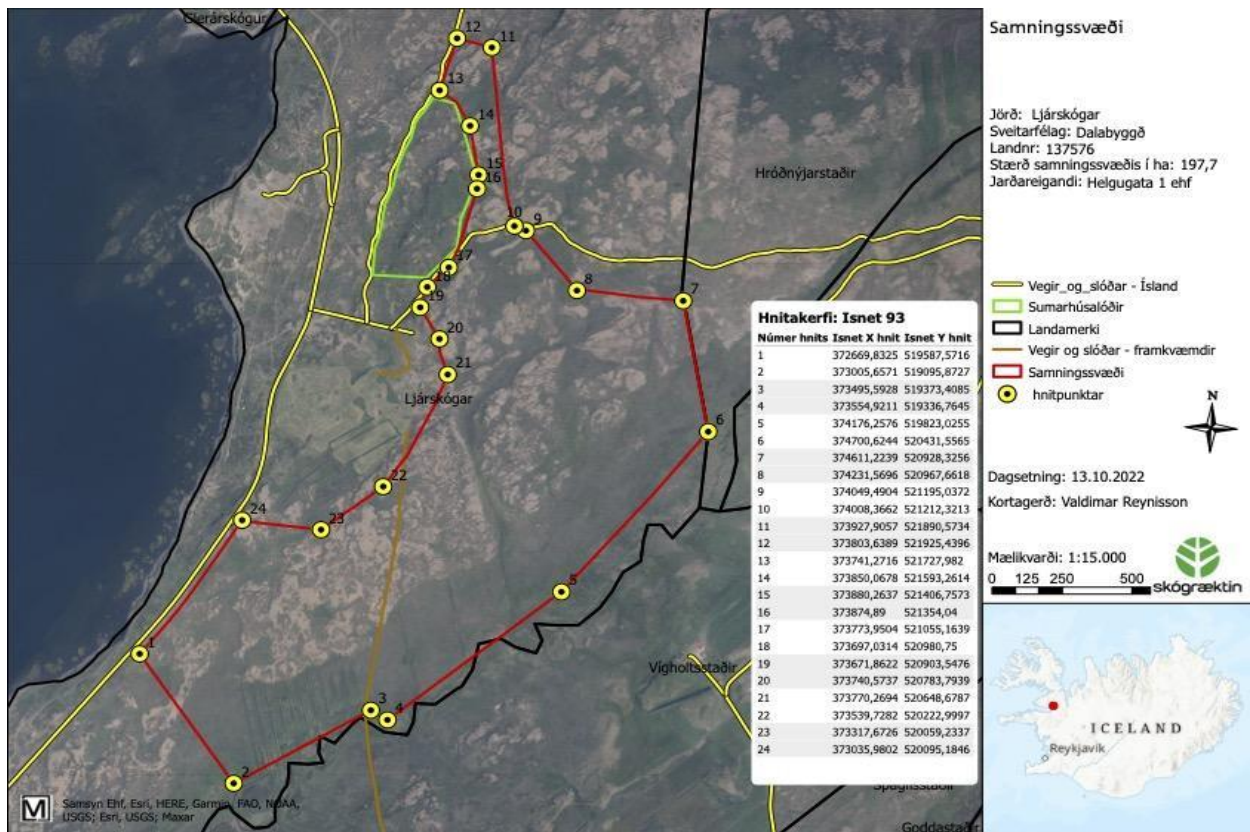 Samningssvæði
Jörð: Ljárskógar
Sveitarfélag: Dalabyggð
Landnr: 137576
Stærð samningssvæðis í ha: 197,7
Jarðareigandi: Helgugata 1 ehf
Vegir_og_slóðar - Ísland
Sumarhúsalóðir
Landamerki
Vegir og slóðar - framkvæmdir
Samningssvæði
hnitpunktar
N
Dagsetning: 13.10.2022
Kortagerð: Valdimar Reynisson
Mælikvarði: 1:15.000
0 125 250 500
skógræktin
ICELAND
Reykjavik
Glerárskógur
12
11
13
14
15
16
Hróðnýjarstaðir
10
9
17
18
8
7
19
20
21
Ljárskógar
6
22
24
23
5
1
Vígholtsstaðir
3
4
2
Spágilsstaðir
Goddastaðir
Hnitakerfi: Isnet 93
Númer hnits Isnet X hnit Isnet Y hnit
1 372669,8325 519587,5716
2 373005,6571 519095,8727
3 373495,5928 519373,4085
4 373554,9211 519336,7645
5 374176,2576 519823,0255
6 374700,6244 520431,5565
7 374611,2239 520928,3256
8 374231,5696 520967,6618
9 374049,4904 521195,0372
10 374008,3662 521212,3213
11 373927,9057 521890,5734
12 373803,6389 521925,4396
13 373741,2716 521727,982
14 373850,0678 521593,2614
15 373880,2637 521406,7573
16 373874,89 521354,04
17 373773,9504 521055,1639
18 373697,0314 520980,75
19 373671,8622 520903,5476
20 373740,5737 520783,7939
21 373770,2694 520648,6787
22 373539,7282 520222,9997
23 373317,6726 520059,2337
24 373035,9802 520095,1846
M
Samsyn Ehf, Esri, HERE, Garmin, FAO, NOAA,
USGS; Esri, USGS; Maxar